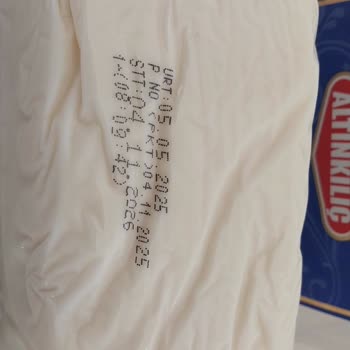 URT:05.05.2025
P NO <PKT>04.11.2025
STT:04.11.2026
1*(08:09:42)
ALTINKILIÇ